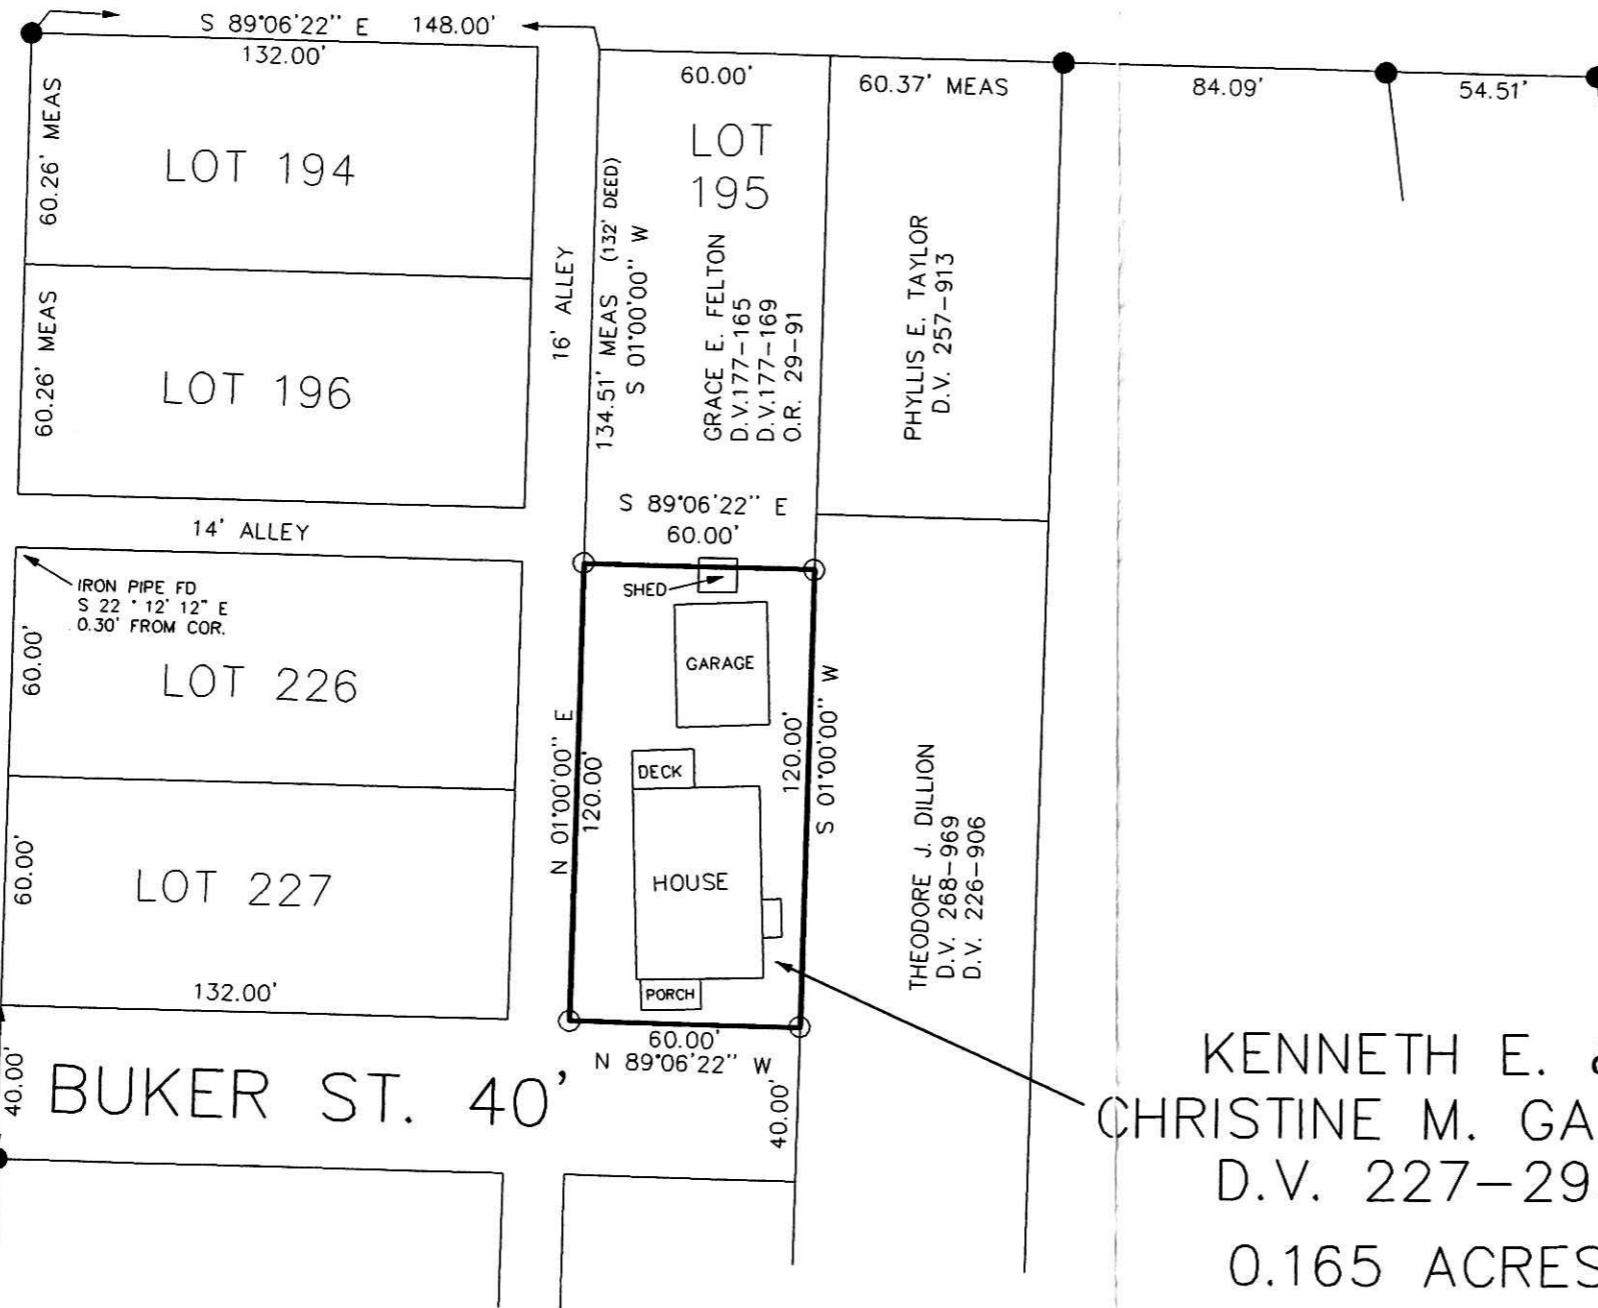 S 89°06'22" E 148.00'
132.00'
60.26' MEAS
LOT 194
60.26' MEAS
LOT 196
16' ALLEY
134.51' MEAS (132' DEED)
S 01°00'00" W
60.00'
LOT
195
GRACE E. FELTON
D.V.177-165
D.V.177-169
O.R. 29-91
60.37' MEAS
PHYLLIS E. TAYLOR
D.V. 257-913
84.09'
54.51'
14' ALLEY
IRON PIPE FD
S 22 ° 12' 12" E
0.30' FROM COR.
60.00'
LOT 226
60.00'
LOT 227
132.00'
S 89°06'22" E
60.00'
SHED
GARAGE
DECK
HOUSE
PORCH
N 01°00'00" E
120.00'
120.00'
S 01°00'00" W
60.00'
N 89°06'22" W
THEODORE J. DILLION
D.V. 268-969
D.V. 226-906
40.00'
BUKER ST. 40'
40.00'
KENNETH E.
CHRISTINE M. GA
D.V. 227-29
0.165 ACRES